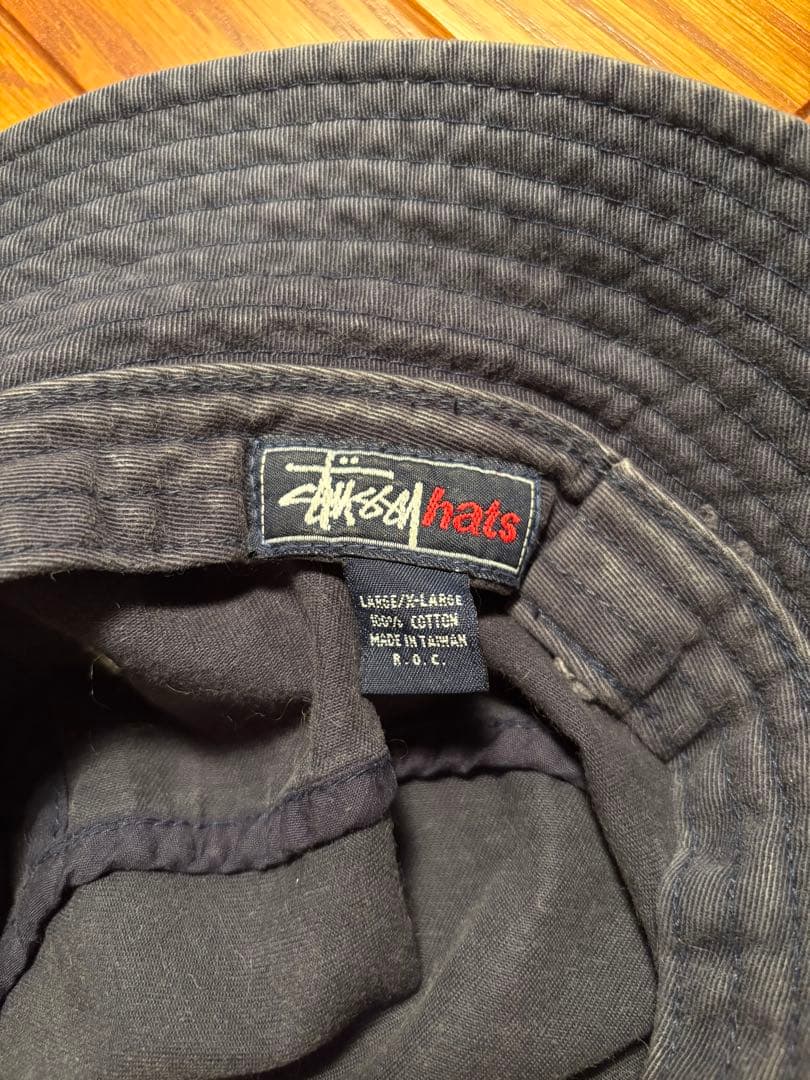 Stüssy hats
LARGE/X-LARGE
100% COTTON
MADE IN TAIWAN
R.O.C.